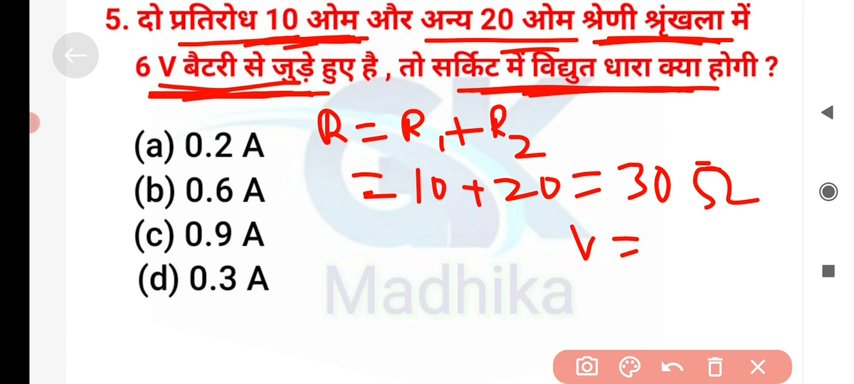 5. दो प्रतिरोध 10 ओम और अन्य 20 ओम श्रेणी श्रृंखला में
6 V बैटरी से जुड़े हुए है , तो सर्किट में विद्युत धारा क्या होगी ?
(a) 0.2 A
(b) 0.6 A
(c) 0.9 A
(d) 0.3 A
R = R1 + R2
= 10 + 20 = 30 Ω
V =
GK
Madhika